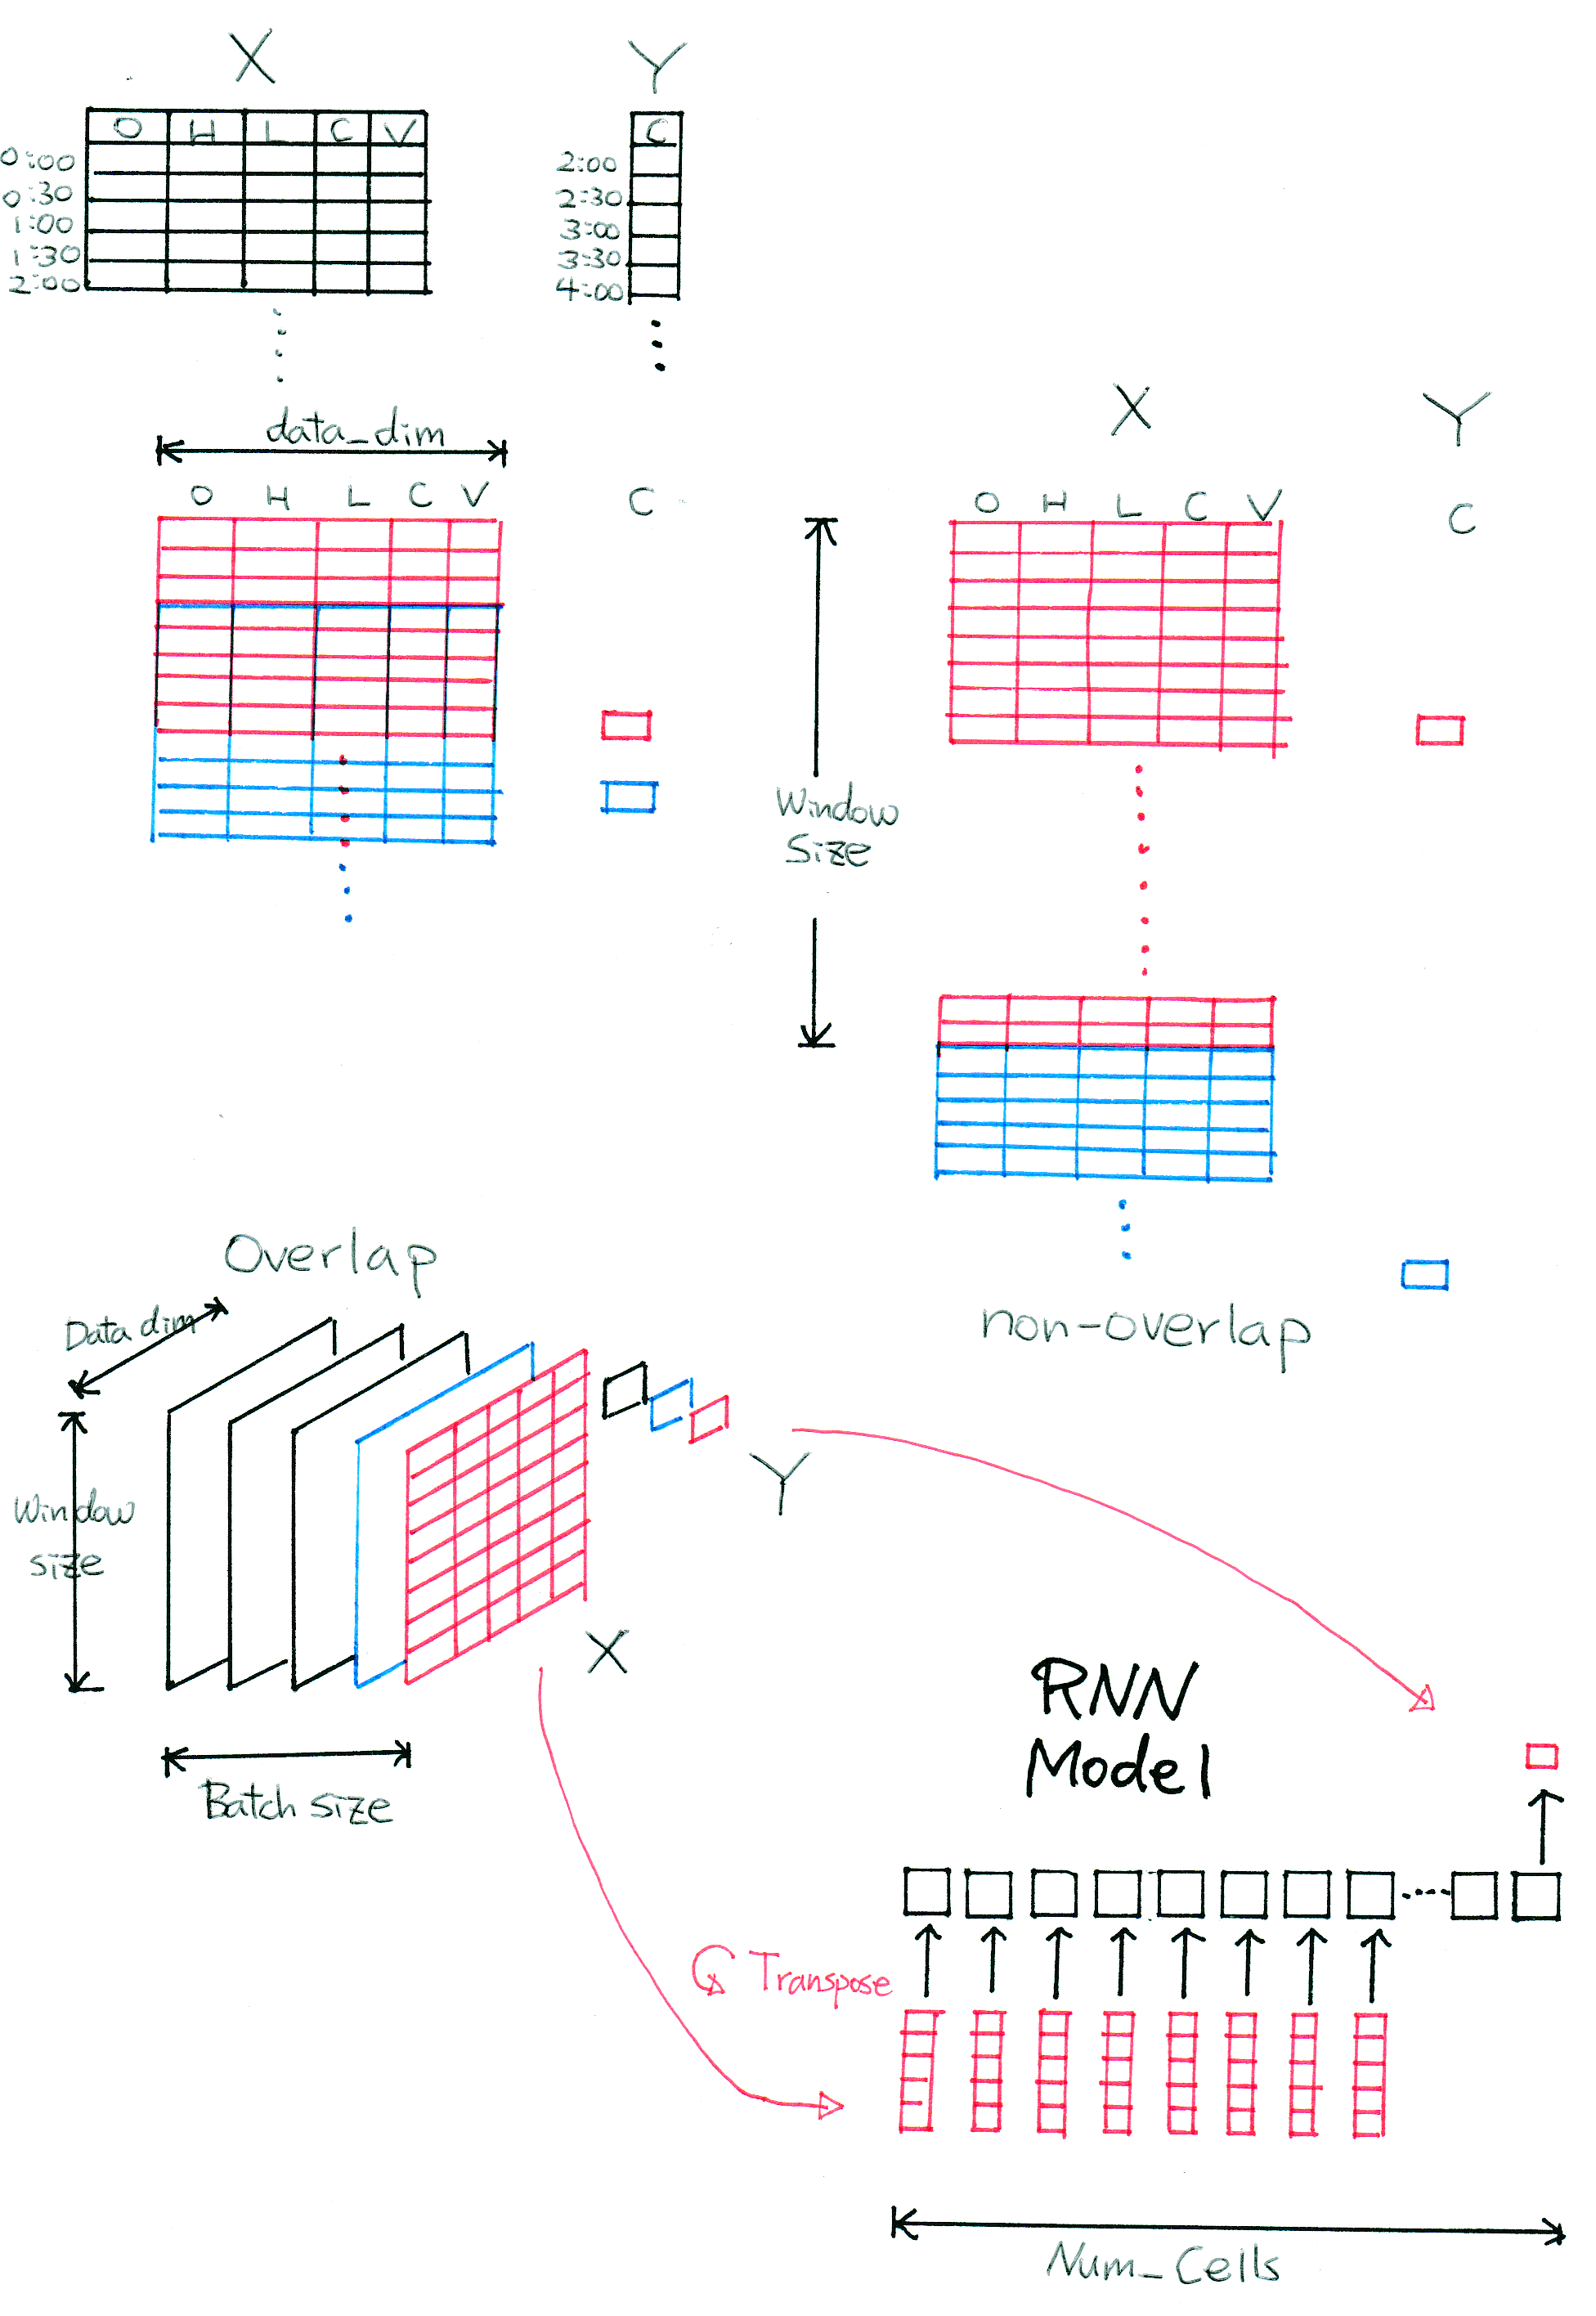 X
Y
O H L C V
C
0:00
0:30
1:00
1:30
2:00
2:00
2:30
3:00
3:30
4:00
data_dim
O H L C V
C
X
Y
O H L C V
C
Window
Size
Overlap
non-overlap
Data dim
Window
size
Y
X
Batch size
RNN
Model
Transpose
Num_Cells